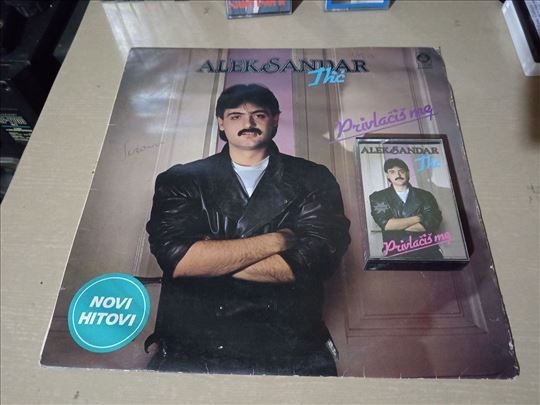 ALEKSANDAR
Ilić
Privlačiš me
ALEKSANDAR
Ilić
Privlačiš me
NOVI
HITOVI